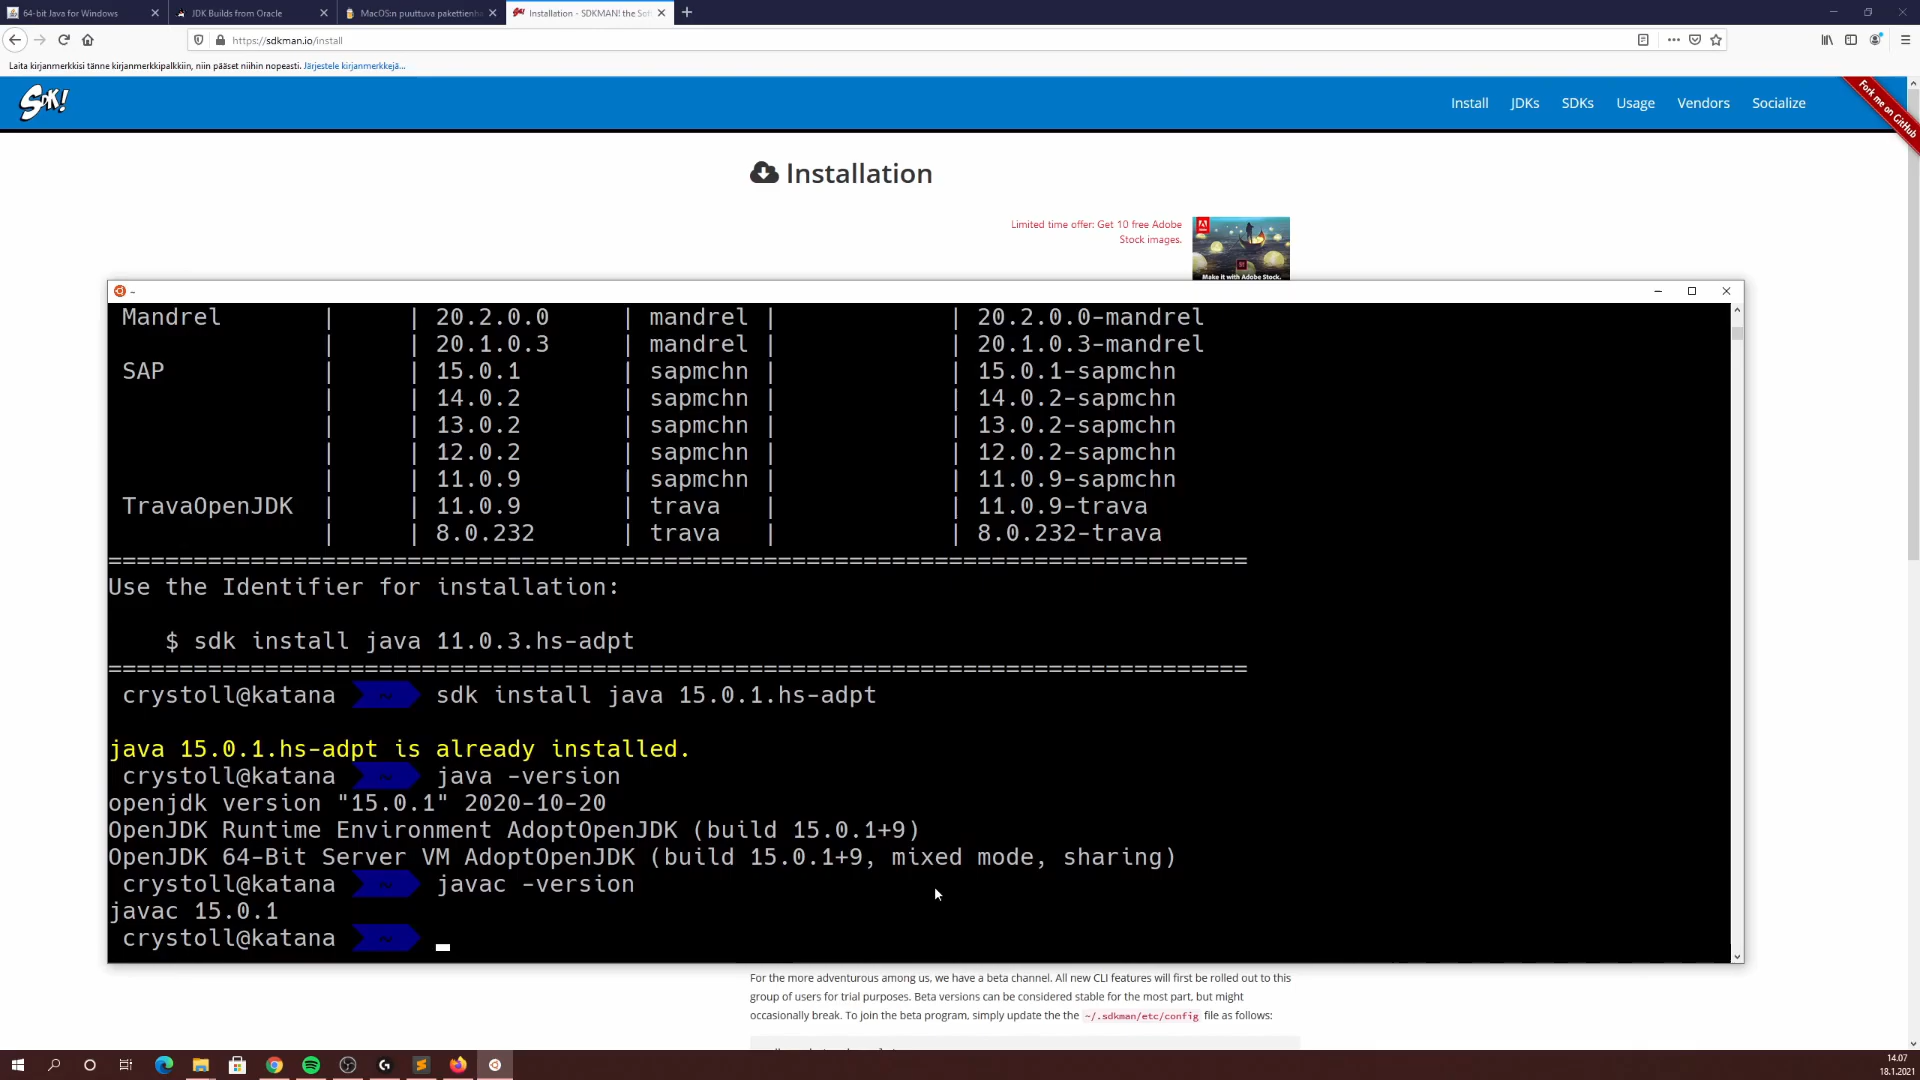 64-bit Java for Windows
JDK Builds from Oracle
MacOS:n puuttuva pakettienha
Installation - SDKMAN! the Sof
https://sdkman.io/install
Laita kirjanmerkkisi tänne kirjanmerkkipalkkiin, niin pääset niihin nopeasti. Järjestele kirjanmerkkejä...
SDK!
Install JDKs SDKs Usage Vendors Socialize
Fork me on GitHub
Installation
Limited time offer: Get 10 free Adobe
Stock images.
Make it with Adobe Stock.
~
Mandrel | | 20.2.0.0 | mandrel | | 20.2.0.0-mandrel
| | 20.1.0.3 | mandrel | | 20.1.0.3-mandrel
SAP | | 15.0.1 | sapmchn | | 15.0.1-sapmchn
| | 14.0.2 | sapmchn | | 14.0.2-sapmchn
| | 13.0.2 | sapmchn | | 13.0.2-sapmchn
| | 12.0.2 | sapmchn | | 12.0.2-sapmchn
| | 11.0.9 | sapmchn | | 11.0.9-sapmchn
TravaOpenJDK | | 11.0.9 | trava | | 11.0.9-trava
| | 8.0.232 | trava | | 8.0.232-trava
================================================================================
Use the Identifier for installation:
$ sdk install java 11.0.3.hs-adpt
================================================================================
crystoll@katana ~ sdk install java 15.0.1.hs-adpt
java 15.0.1.hs-adpt is already installed.
crystoll@katana ~ java -version
openjdk version "15.0.1" 2020-10-20
OpenJDK Runtime Environment AdoptOpenJDK (build 15.0.1+9)
OpenJDK 64-Bit Server VM AdoptOpenJDK (build 15.0.1+9, mixed mode, sharing)
crystoll@katana ~ javac -version
javac 15.0.1
crystoll@katana ~
For the more adventurous among us, we have a beta channel. All new CLI features will first be rolled out to this
group of users for trial purposes. Beta versions can be considered stable for the most part, but might
occasionally break. To join the beta program, simply update the the ~/.sdkman/etc/config file as follows:
14.07
18.1.2021